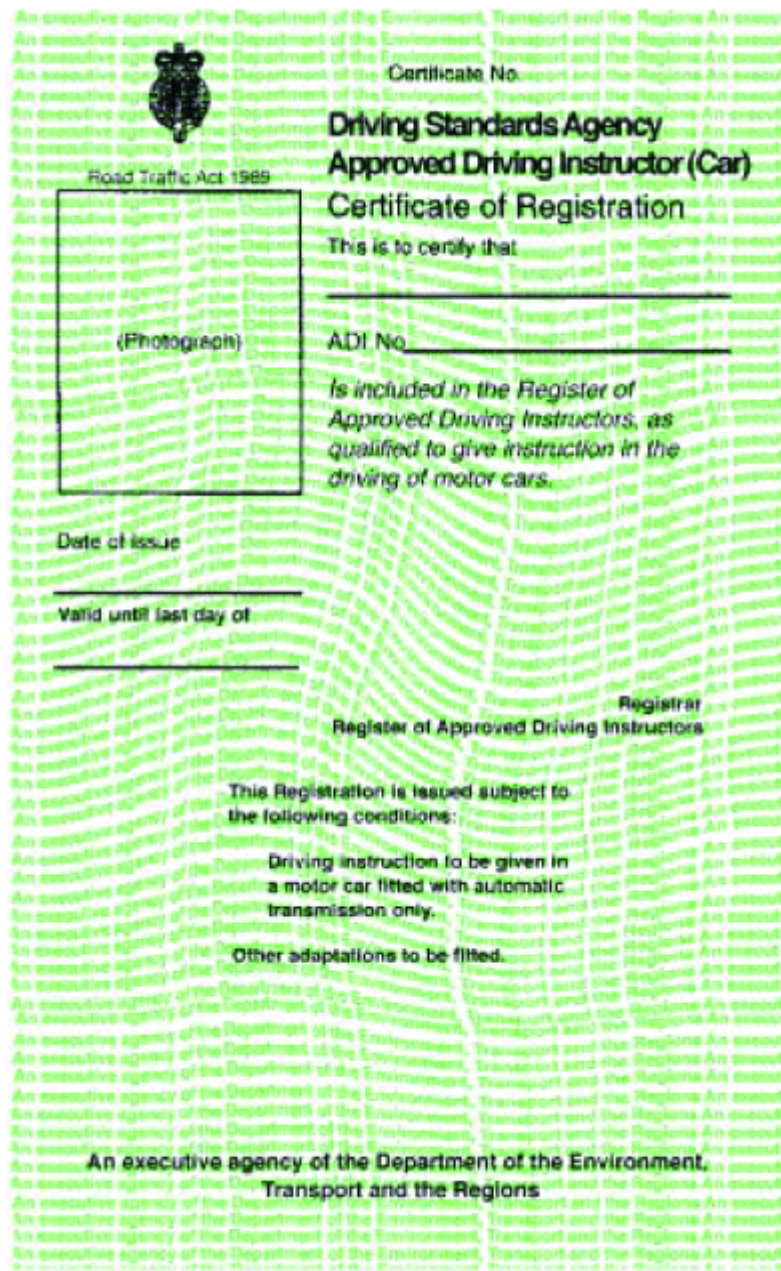 Certificate No.
Driving Standards Agency
Approved Driving Instructor (Car)
Road Traffic Act 1989
Certificate of Registration
This is to certify that
(Photograph)
ADI No
Is included in the Register of
Approved Driving Instructors, as
qualified to give instruction in the
driving of motor cars.
Date of issue
Valid until last day of
Registrar
Register of Approved Driving Instructors
This Registration is issued subject to
the following conditions:
Driving instruction to be given in
a motor car fitted with automatic
transmission only.
Other adaptations to be fitted.
An executive agency of the Department of the Environment,
Transport and the Regions